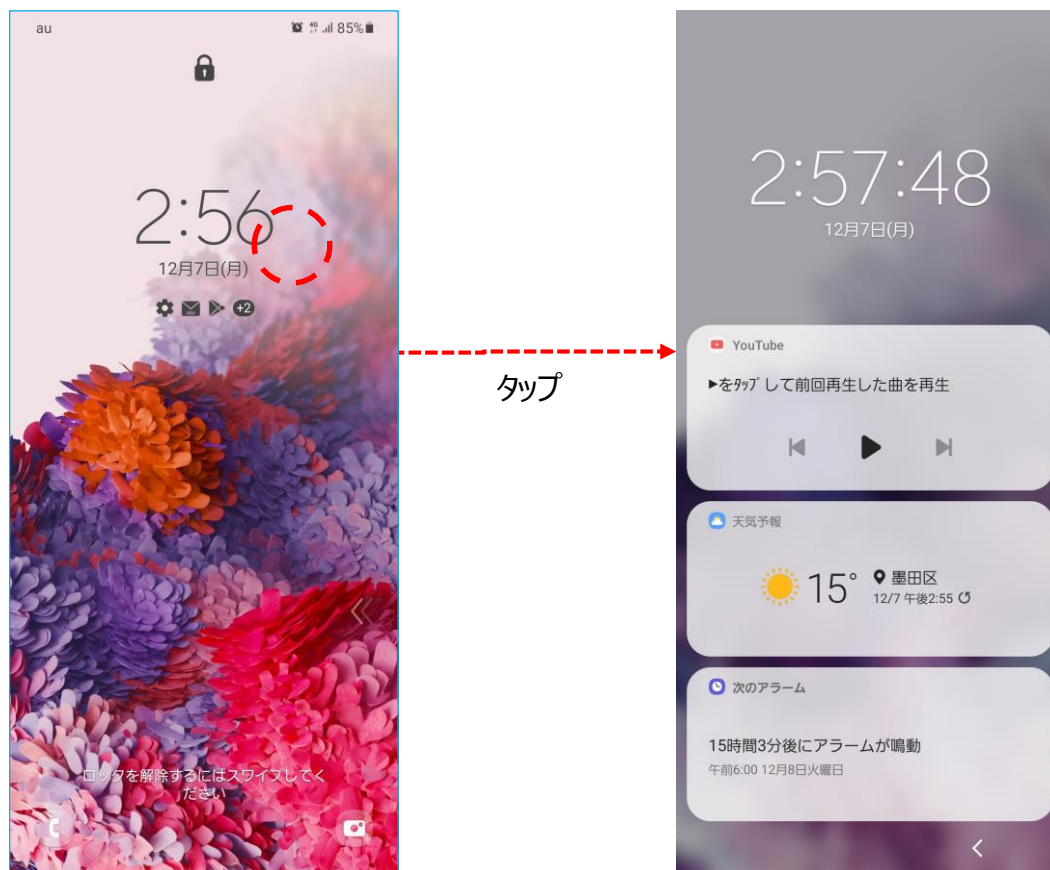 au
4G
85%
2:56
12月7日(月)
+2
ロックを解除するにはスワイプしてく
ださい
タップ
2:57:48
12月7日(月)
YouTube
▶をﾀｯﾌﾟして前回再生した曲を再生
天気予報
15°
墨田区
12/7 午後2:55
次のアラーム
15時間3分後にアラームが鳴動
午前6:00 12月8日火曜日